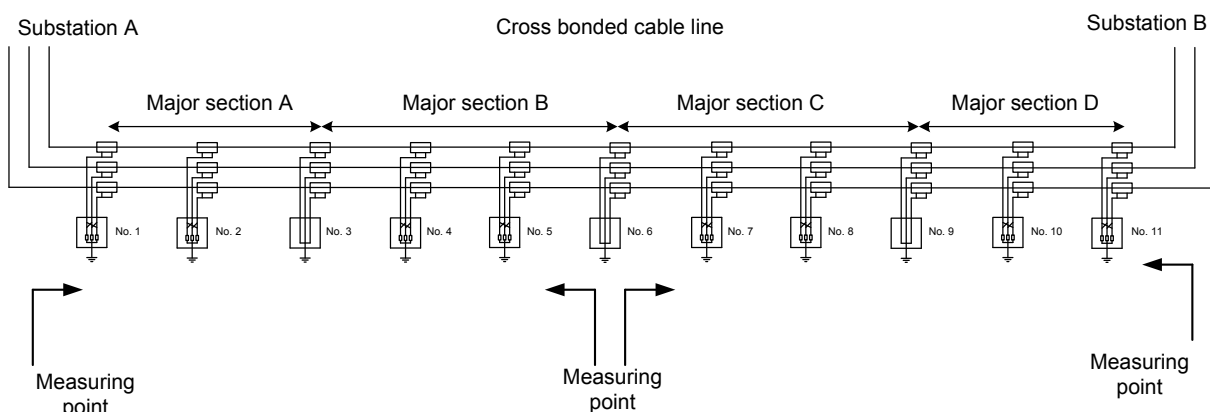 Substation A
Cross bonded cable line
Substation B
Major section A
Major section B
Major section C
Major section D
No. 1
No. 2
No. 3
No. 4
No. 5
No. 6
No. 7
No. 8
No. 9
No. 10
No. 11
Measuring
point
Measuring
point
Measuring
point